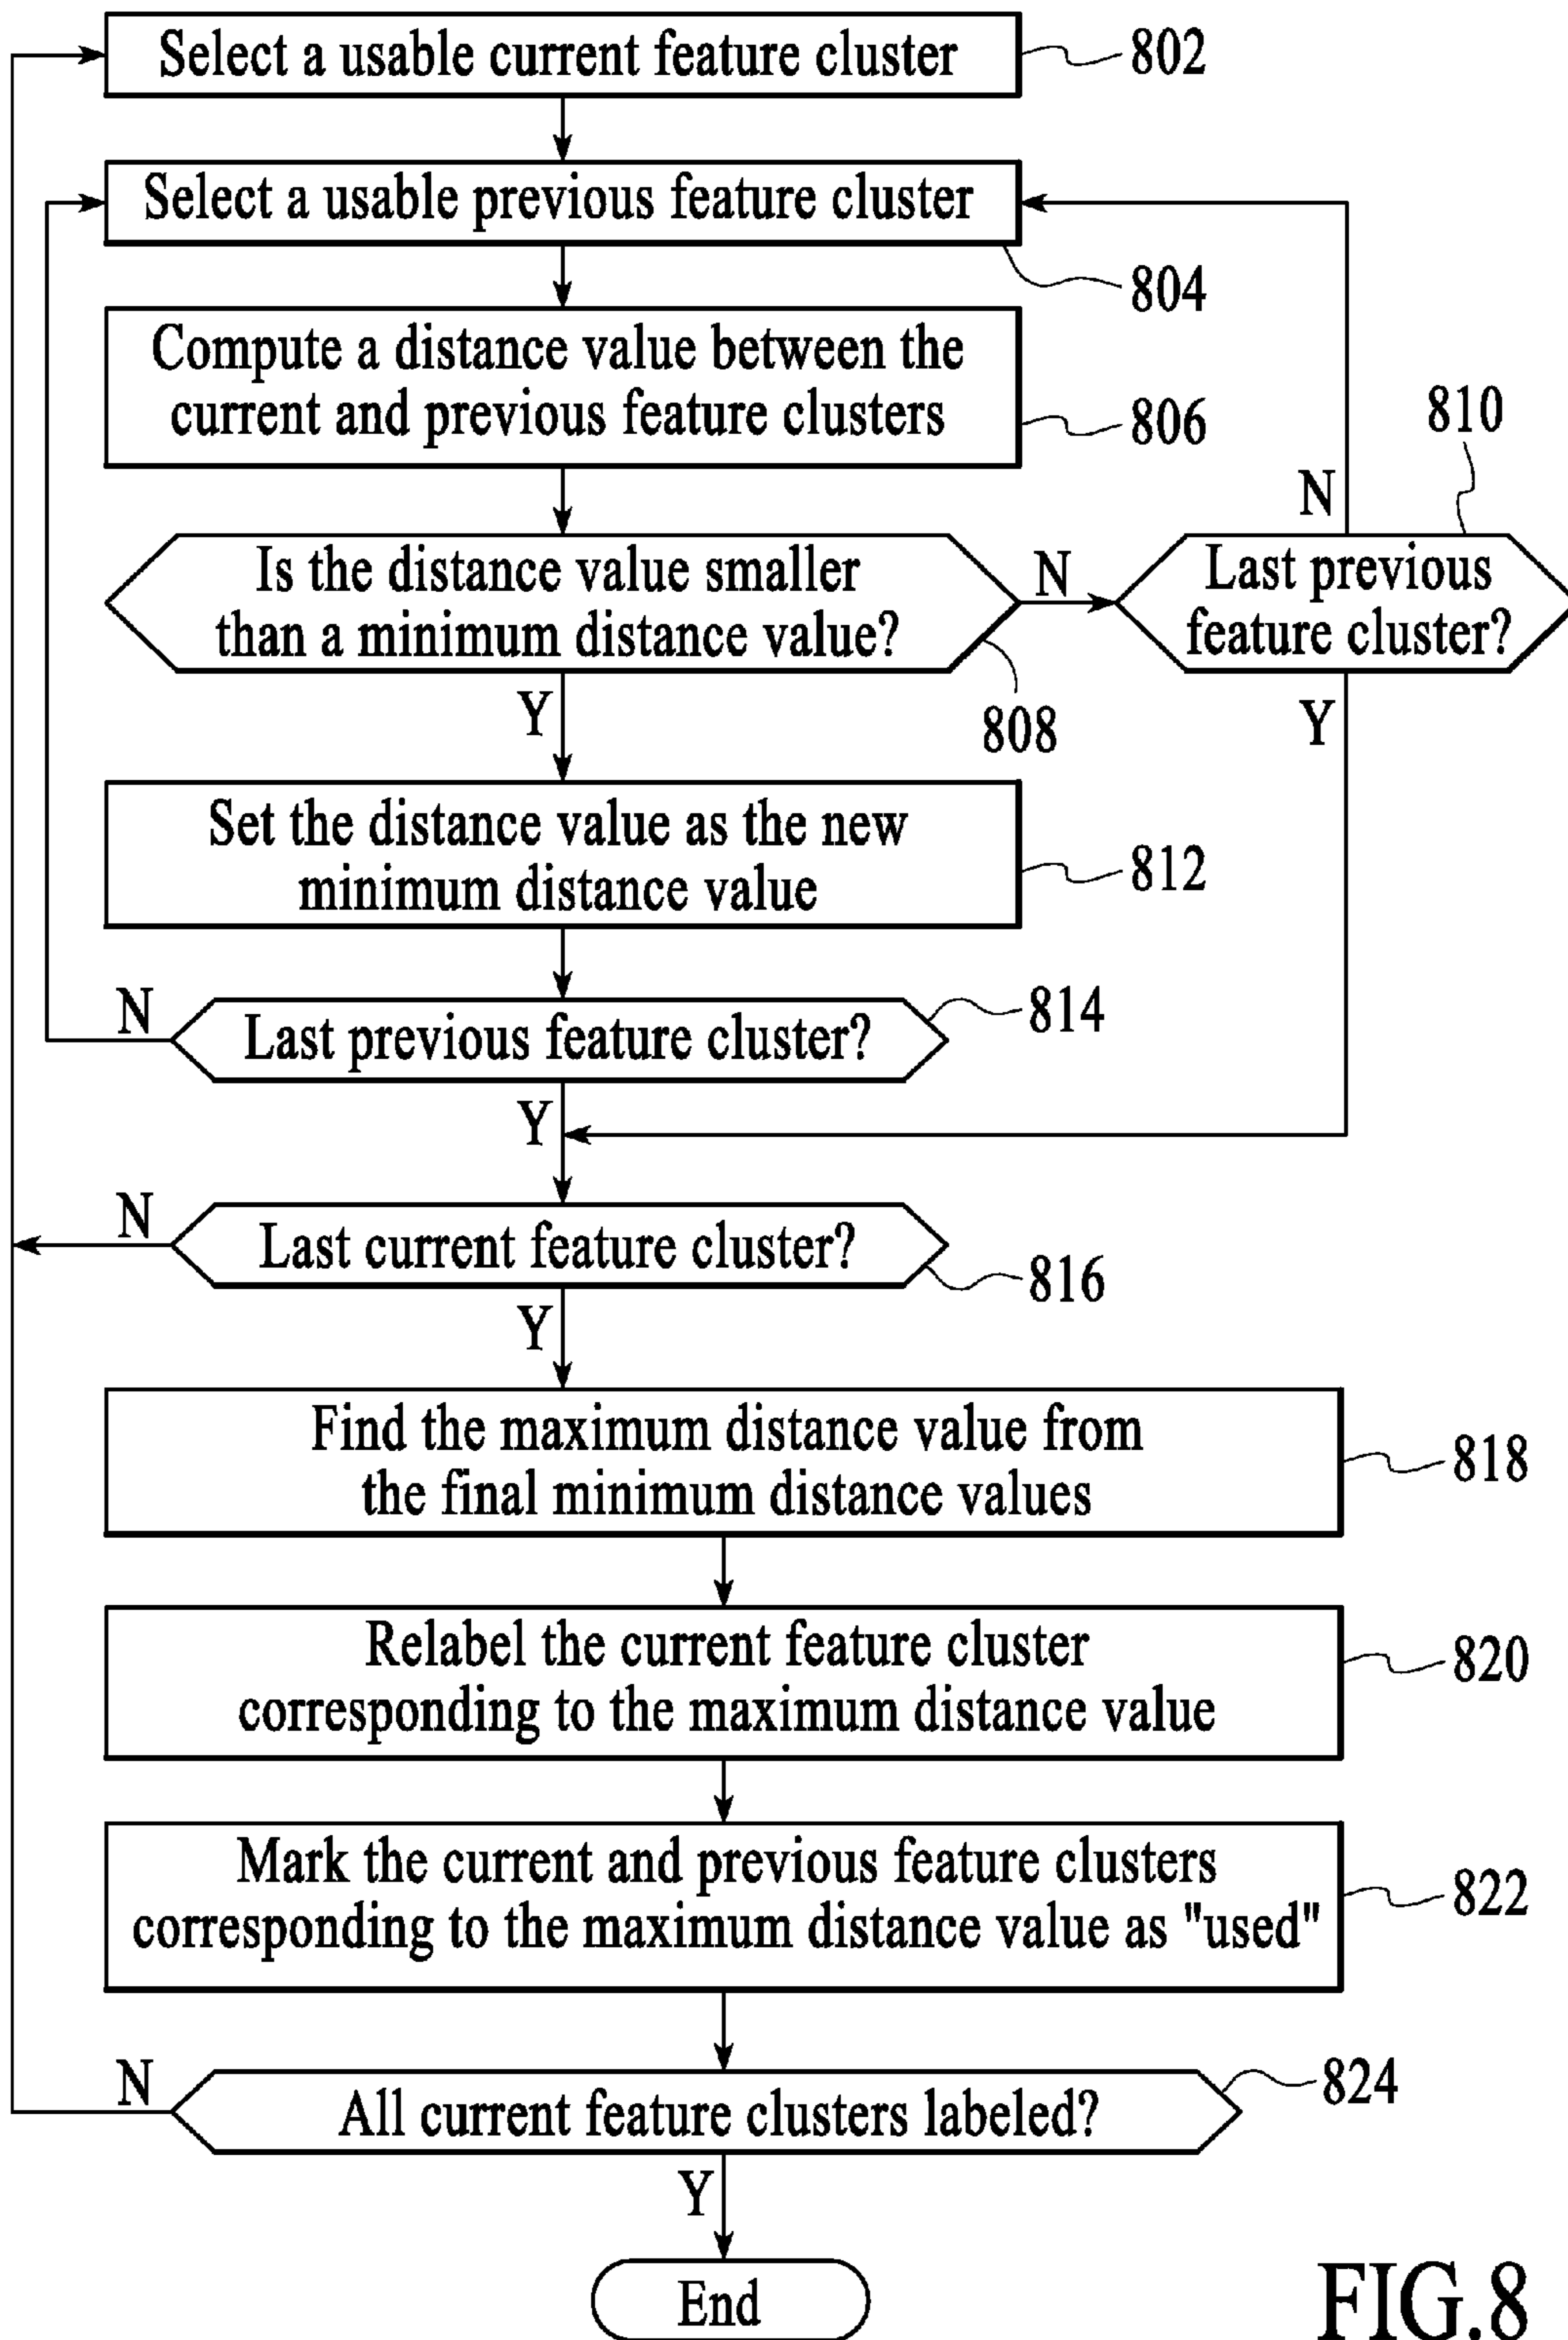 Select a usable current feature cluster
802
Select a usable previous feature cluster
804
Compute a distance value between the
current and previous feature clusters
806
810
N
Is the distance value smaller
than a minimum distance value?
N
Last previous
feature cluster?
808
Y
Y
Set the distance value as the new
minimum distance value
812
N
Last previous feature cluster?
814
Y
N
Last current feature cluster?
816
Y
Find the maximum distance value from
the final minimum distance values
818
Relabel the current feature cluster
corresponding to the maximum distance value
820
Mark the current and previous feature clusters
corresponding to the maximum distance value as "used"
822
N
All current feature clusters labeled?
824
Y
End
FIG.8